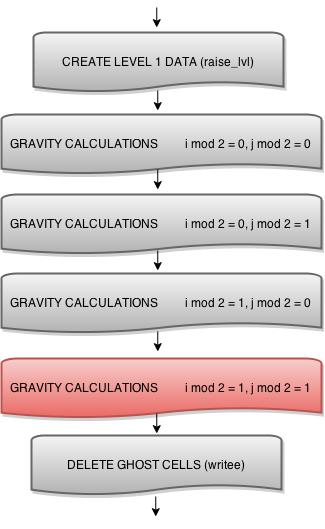 CREATE LEVEL 1 DATA (raise_lvl)
GRAVITY CALCULATIONS i mod 2 = 0, j mod 2 = 0
GRAVITY CALCULATIONS i mod 2 = 0, j mod 2 = 1
GRAVITY CALCULATIONS i mod 2 = 1, j mod 2 = 0
GRAVITY CALCULATIONS i mod 2 = 1, j mod 2 = 1
DELETE GHOST CELLS (writee)